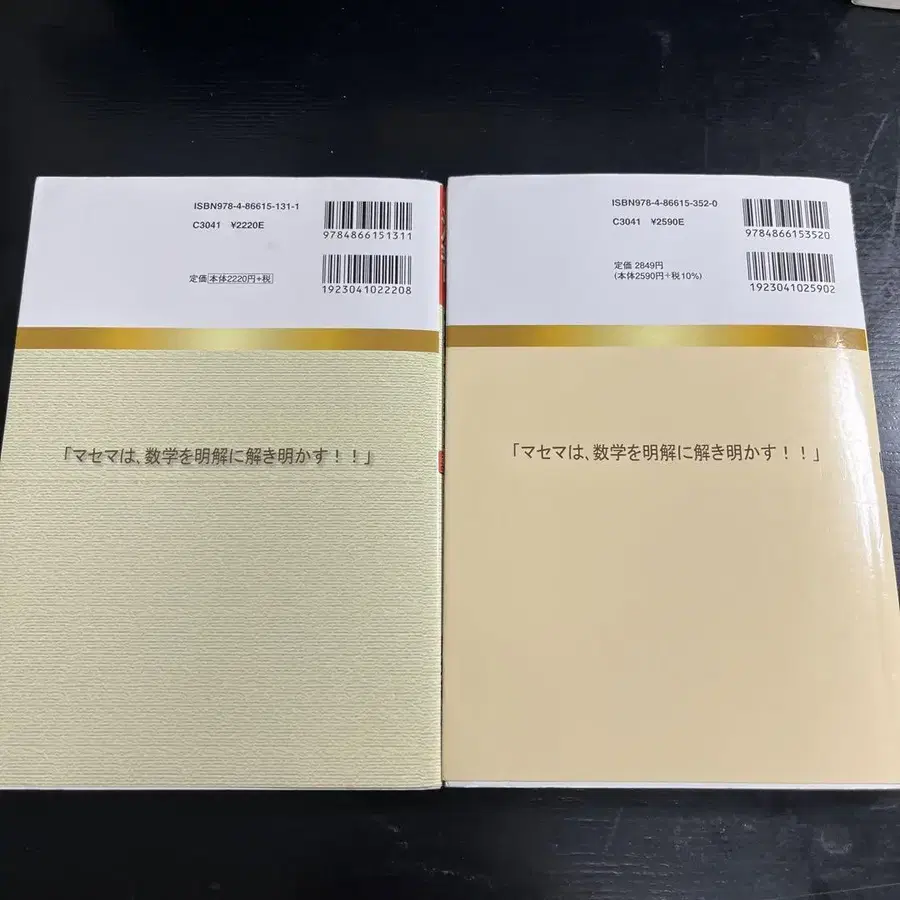 ISBN978-4-86615-131-1
C3041 ¥2220E
9784866151311
定価 本体2220円+税
1923041022208
「マセマは、数学を明解に解き明かす！！」
ISBN978-4-86615-352-0
C3041 ¥2590E
9784866153520
定価 2849円
(本体2590円+税10%)
1923041025902
「マセマは、数学を明解に解き明かす！！」